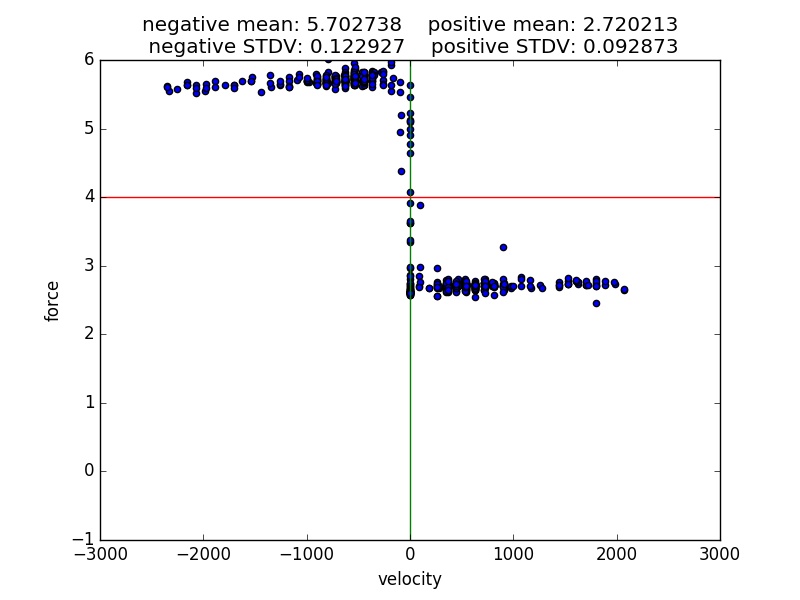 negative mean: 5.702738 positive mean: 2.720213
negative STDV: 0.122927 positive STDV: 0.092873
6
5
4
3
2
1
0
−1
force
−3000 −2000 −1000 0 1000 2000 3000
velocity